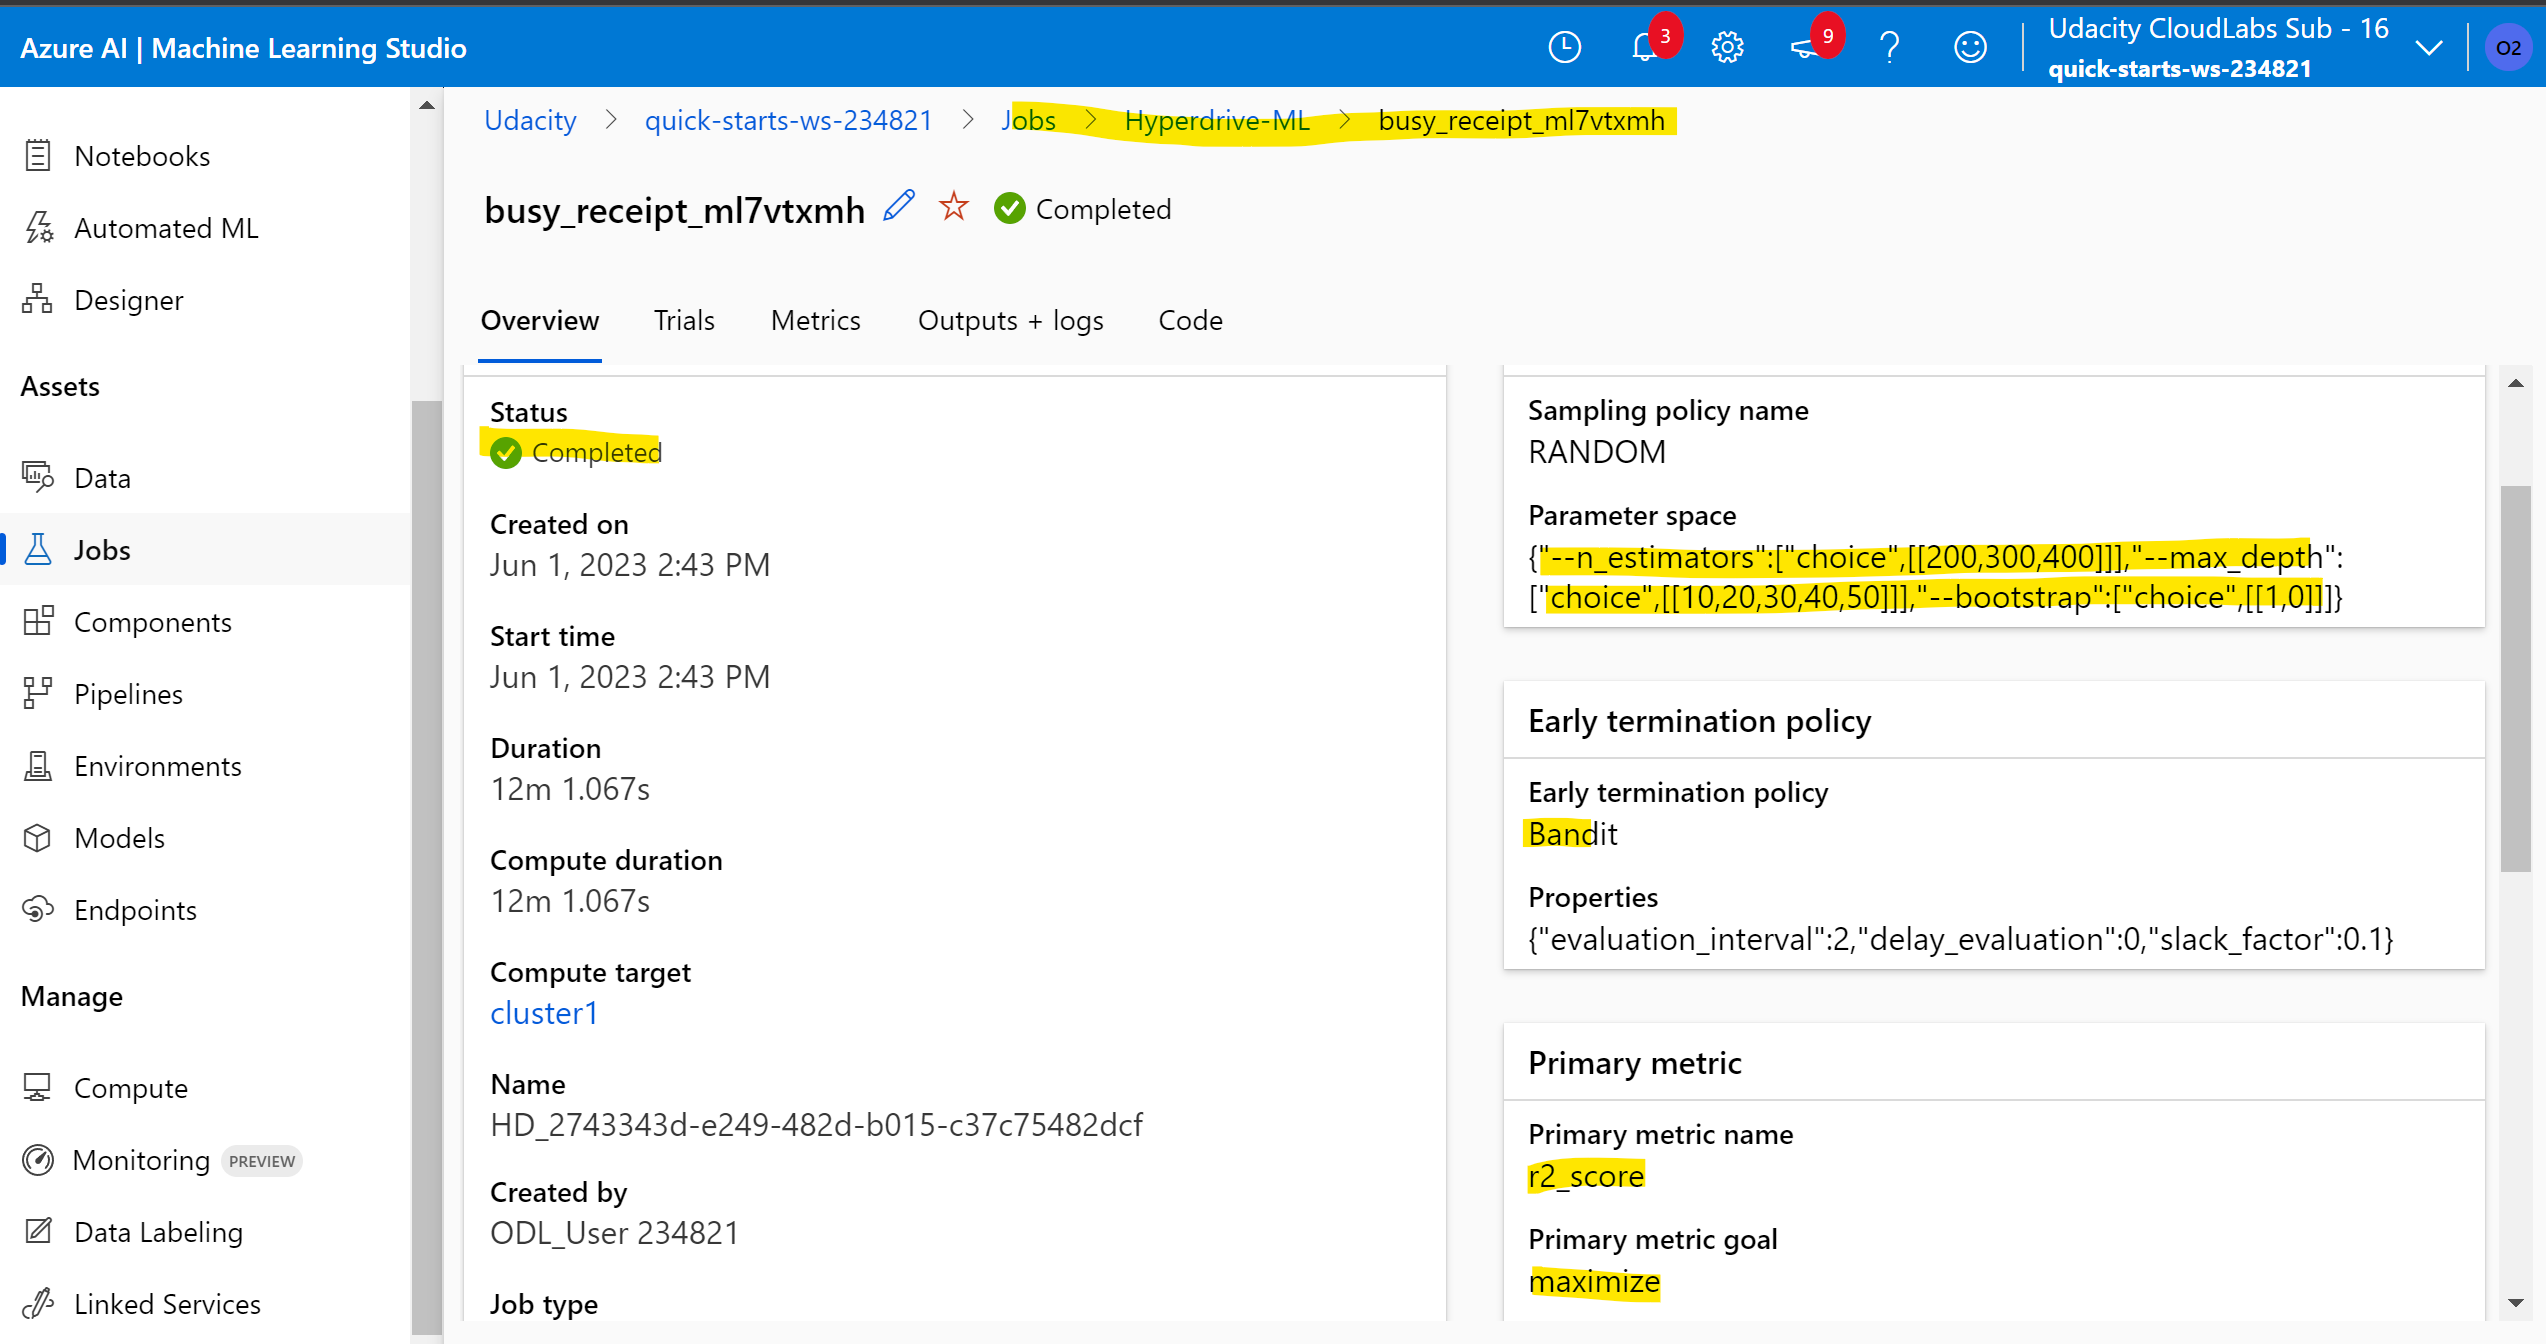 Azure AI | Machine Learning Studio
3
9
Udacity CloudLabs Sub - 16
quick-starts-ws-234821
O2
Notebooks
Automated ML
Designer
Assets
Data
Jobs
Components
Pipelines
Environments
Models
Endpoints
Manage
Compute
Monitoring PREVIEW
Data Labeling
Linked Services
Udacity > quick-starts-ws-234821 > Jobs > Hyperdrive-ML > busy_receipt_ml7vtxmh
busy_receipt_ml7vtxmh Completed
Overview Trials Metrics Outputs + logs Code
Status
Completed
Created on
Jun 1, 2023 2:43 PM
Start time
Jun 1, 2023 2:43 PM
Duration
12m 1.067s
Compute duration
12m 1.067s
Compute target
cluster1
Name
HD_2743343d-e249-482d-b015-c37c75482dcf
Created by
ODL_User 234821
Job type
Sampling policy name
RANDOM
Parameter space
{"--n_estimators":["choice",[[200,300,400]]],"--max_depth":
["choice",[[10,20,30,40,50]]],"--bootstrap":["choice",[[1,0]]]}
Early termination policy
Early termination policy
Bandit
Properties
{"evaluation_interval":2,"delay_evaluation":0,"slack_factor":0.1}
Primary metric
Primary metric name
r2_score
Primary metric goal
maximize